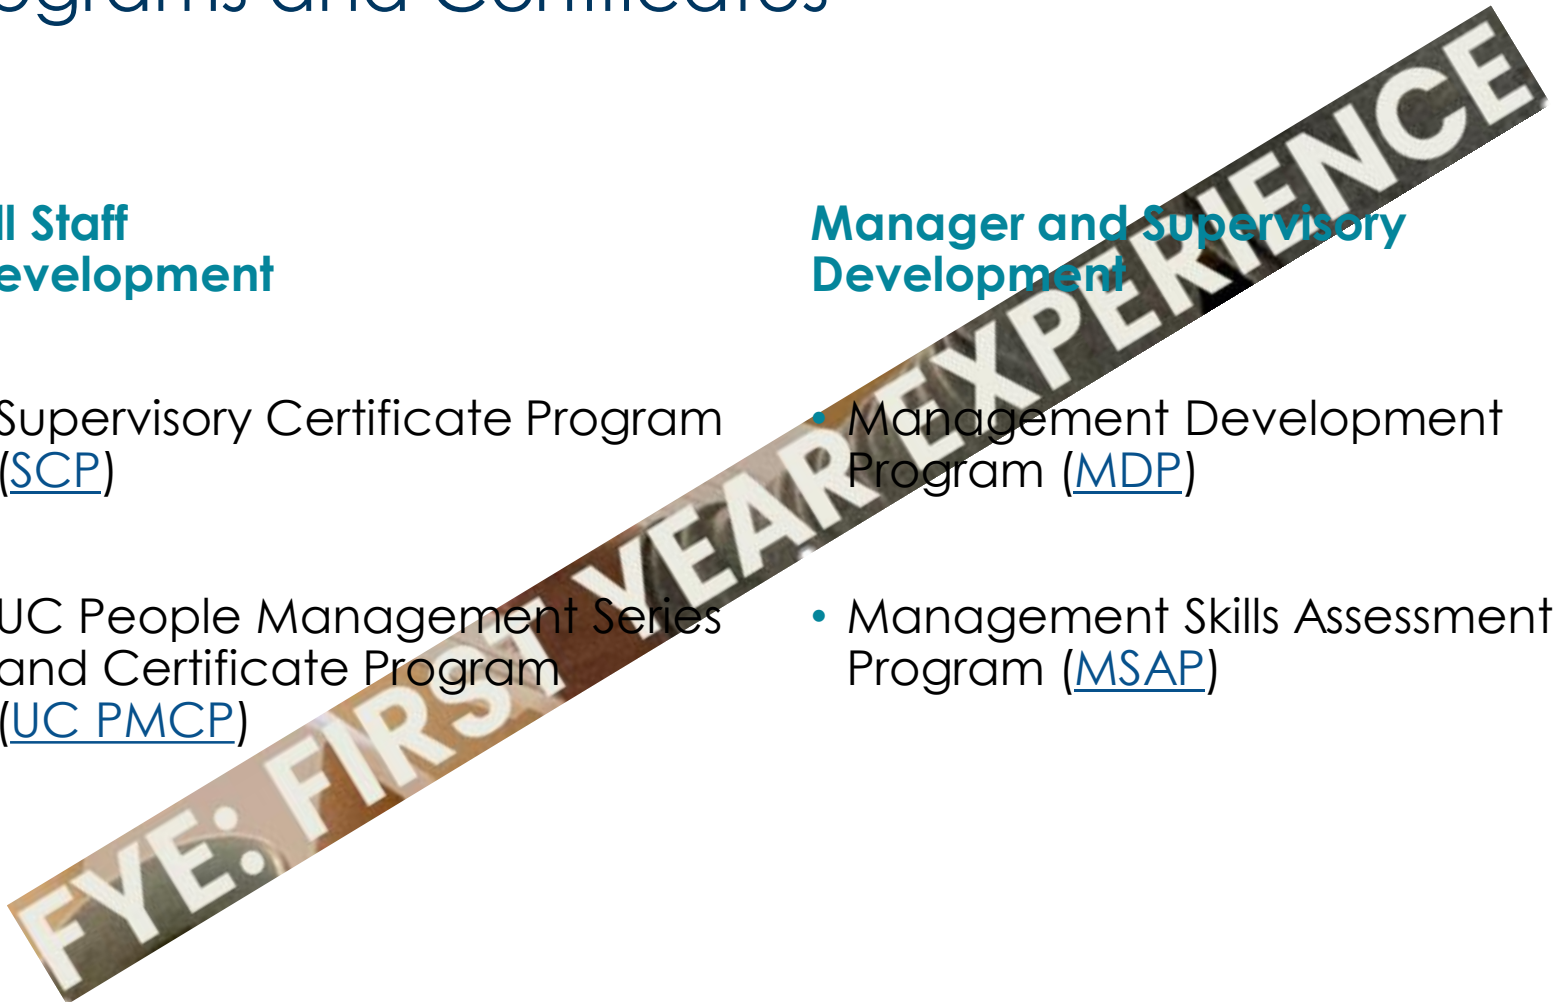 ograms and Certificates
ll Staff
evelopment
Supervisory Certificate Program
(SCP)
UC People Management Series
and Certificate Program
(UC PMCP)
Manager and Supervisory
Development
• Management Development
Program (MDP)
• Management Skills Assessment
Program (MSAP)
FYE: FIRST YEAR EXPERIENCE